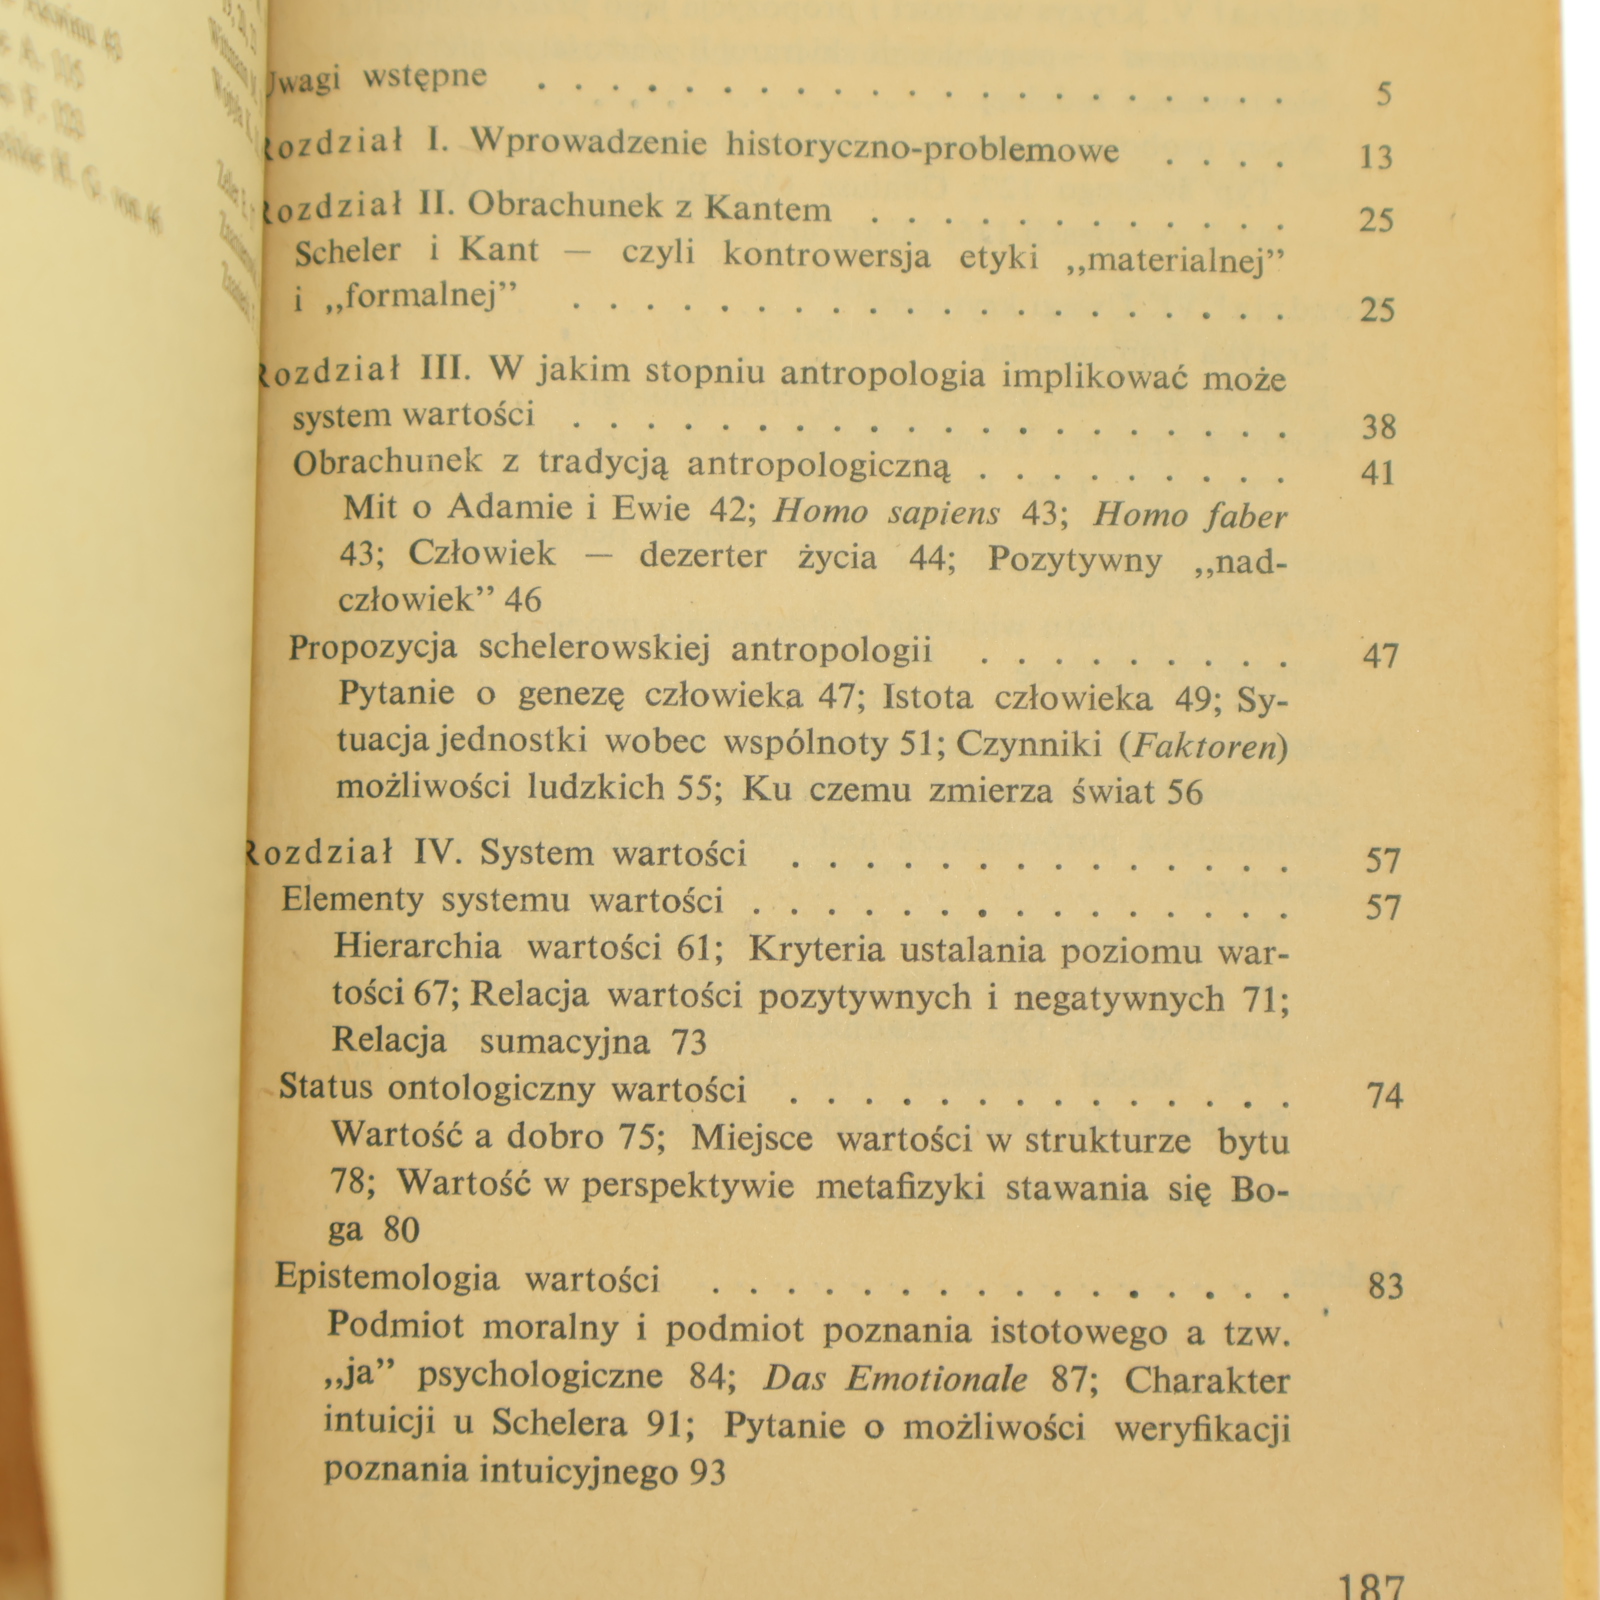 Uwagi wstępne . . . . . . . . . . . . . . . . . . . . . 5
Rozdział I. Wprowadzenie historyczno-problemowe . . . . 13
Rozdział II. Obrachunek z Kantem . . . . . . . . . . . . 25
Scheler i Kant — czyli kontrowersja etyki „materialnej”
i „formalnej” . . . . . . . . . . . . . . . . . . . . 25
Rozdział III. W jakim stopniu antropologia implikować może
system wartości . . . . . . . . . . . . . . . . . . . . 38
Obrachunek z tradycją antropologiczną . . . . . . . . . 41
Mit o Adamie i Ewie 42; Homo sapiens 43; Homo faber
43; Człowiek — dezerter życia 44; Pozytywny „nad-
człowiek” 46
Propozycja schelerowskiej antropologii . . . . . . . . . 47
Pytanie o genezę człowieka 47; Istota człowieka 49; Sy-
tuacja jednostki wobec wspólnoty 51; Czynniki (Faktoren)
możliwości ludzkich 55; Ku czemu zmierza świat 56
Rozdział IV. System wartości . . . . . . . . . . . . . . 57
Elementy systemu wartości . . . . . . . . . . . . . . . 57
Hierarchia wartości 61; Kryteria ustalania poziomu war-
tości 67; Relacja wartości pozytywnych i negatywnych 71;
Relacja sumacyjna 73
Status ontologiczny wartości . . . . . . . . . . . . . . 74
Wartość a dobro 75; Miejsce wartości w strukturze bytu
78; Wartość w perspektywie metafizyki stawania się Bo-
ga 80
Epistemologia wartości . . . . . . . . . . . . . . . . 83
Podmiot moralny i podmiot poznania istotowego a tzw.
„ja” psychologiczne 84; Das Emotionale 87; Charakter
intuicji u Schelera 91; Pytanie o możliwości weryfikacji
poznania intuicyjnego 93
187